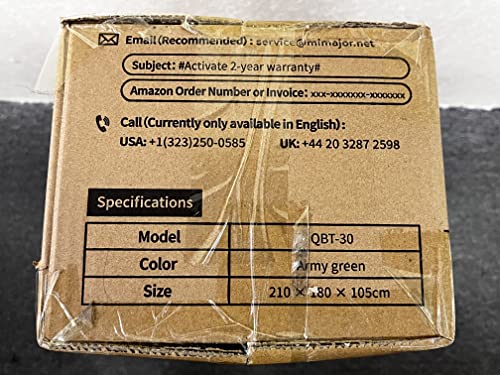 Email (Recommended) : service@mimajor.net
Subject: #Activate 2-year warranty#
Amazon Order Number or Invoice: xxx-xxxxxxx-xxxxxxx
Call (Currently only available in English) :
USA: +1(323)250-0585 UK: +44 20 3287 2598
Specifications
Model QBT-30
Color Army green
Size 210 × 180 × 105cm